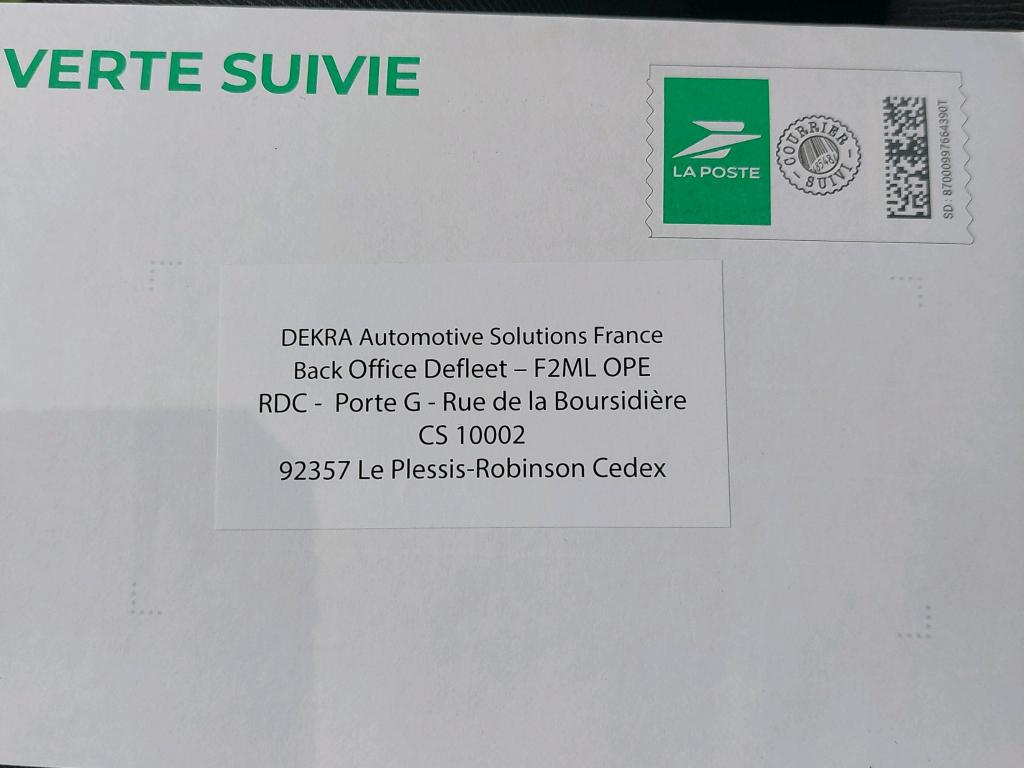 VERTE SUIVIE
LA POSTE
COURRIER
SUIVI
SD : 87000997664390T
DEKRA Automotive Solutions France
Back Office Defleet – F2ML OPE
RDC - Porte G - Rue de la Boursidière
CS 10002
92357 Le Plessis-Robinson Cedex